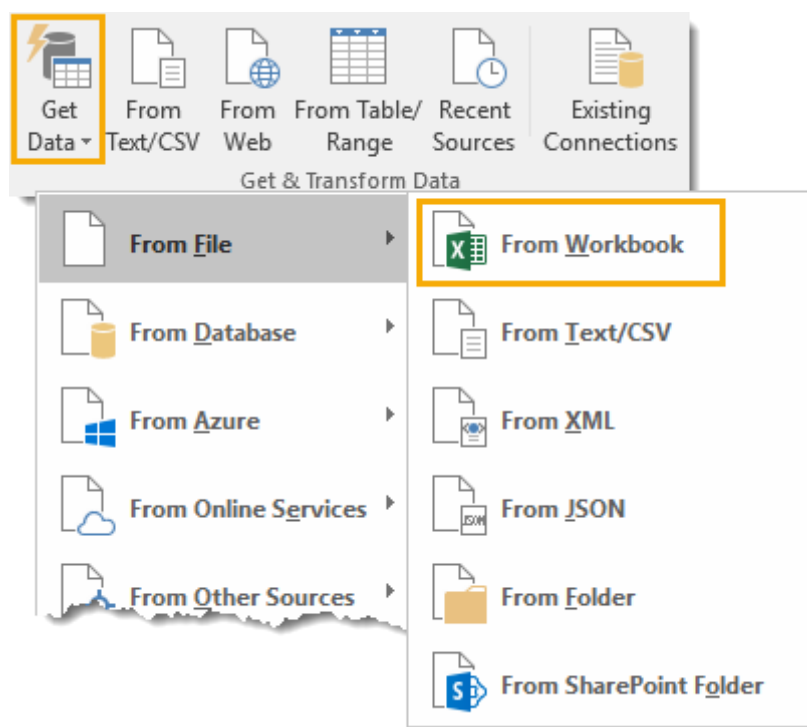 Get From From From Table/ Recent Existing
Data Text/CSV Web Range Sources Connections
Get & Transform Data
From File
From Database
From Azure
From Online Services
From Other Sources
From Workbook
From Text/CSV
From XML
JSON
From JSON
From Folder
S
From SharePoint Folder